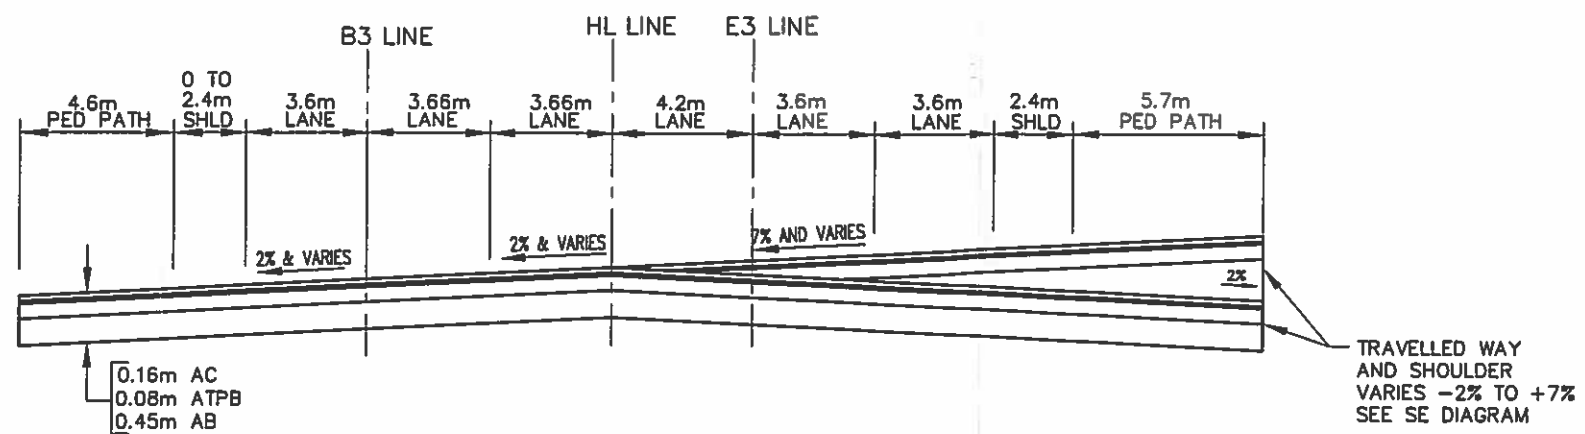 B3 LINE
HL LINE
E3 LINE
4.6m
PED PATH
0 TO
2.4m
SHLD
3.6m
LANE
3.66m
LANE
3.66m
LANE
4.2m
LANE
3.6m
LANE
3.6m
LANE
2.4m
SHLD
5.7m
PED PATH
2% & VARIES
2% & VARIES
7% AND VARIES
2%
0.16m AC
0.08m ATPB
0.45m AB
TRAVELLED WAY
AND SHOULDER
VARIES -2% TO +7%
SEE SE DIAGRAM